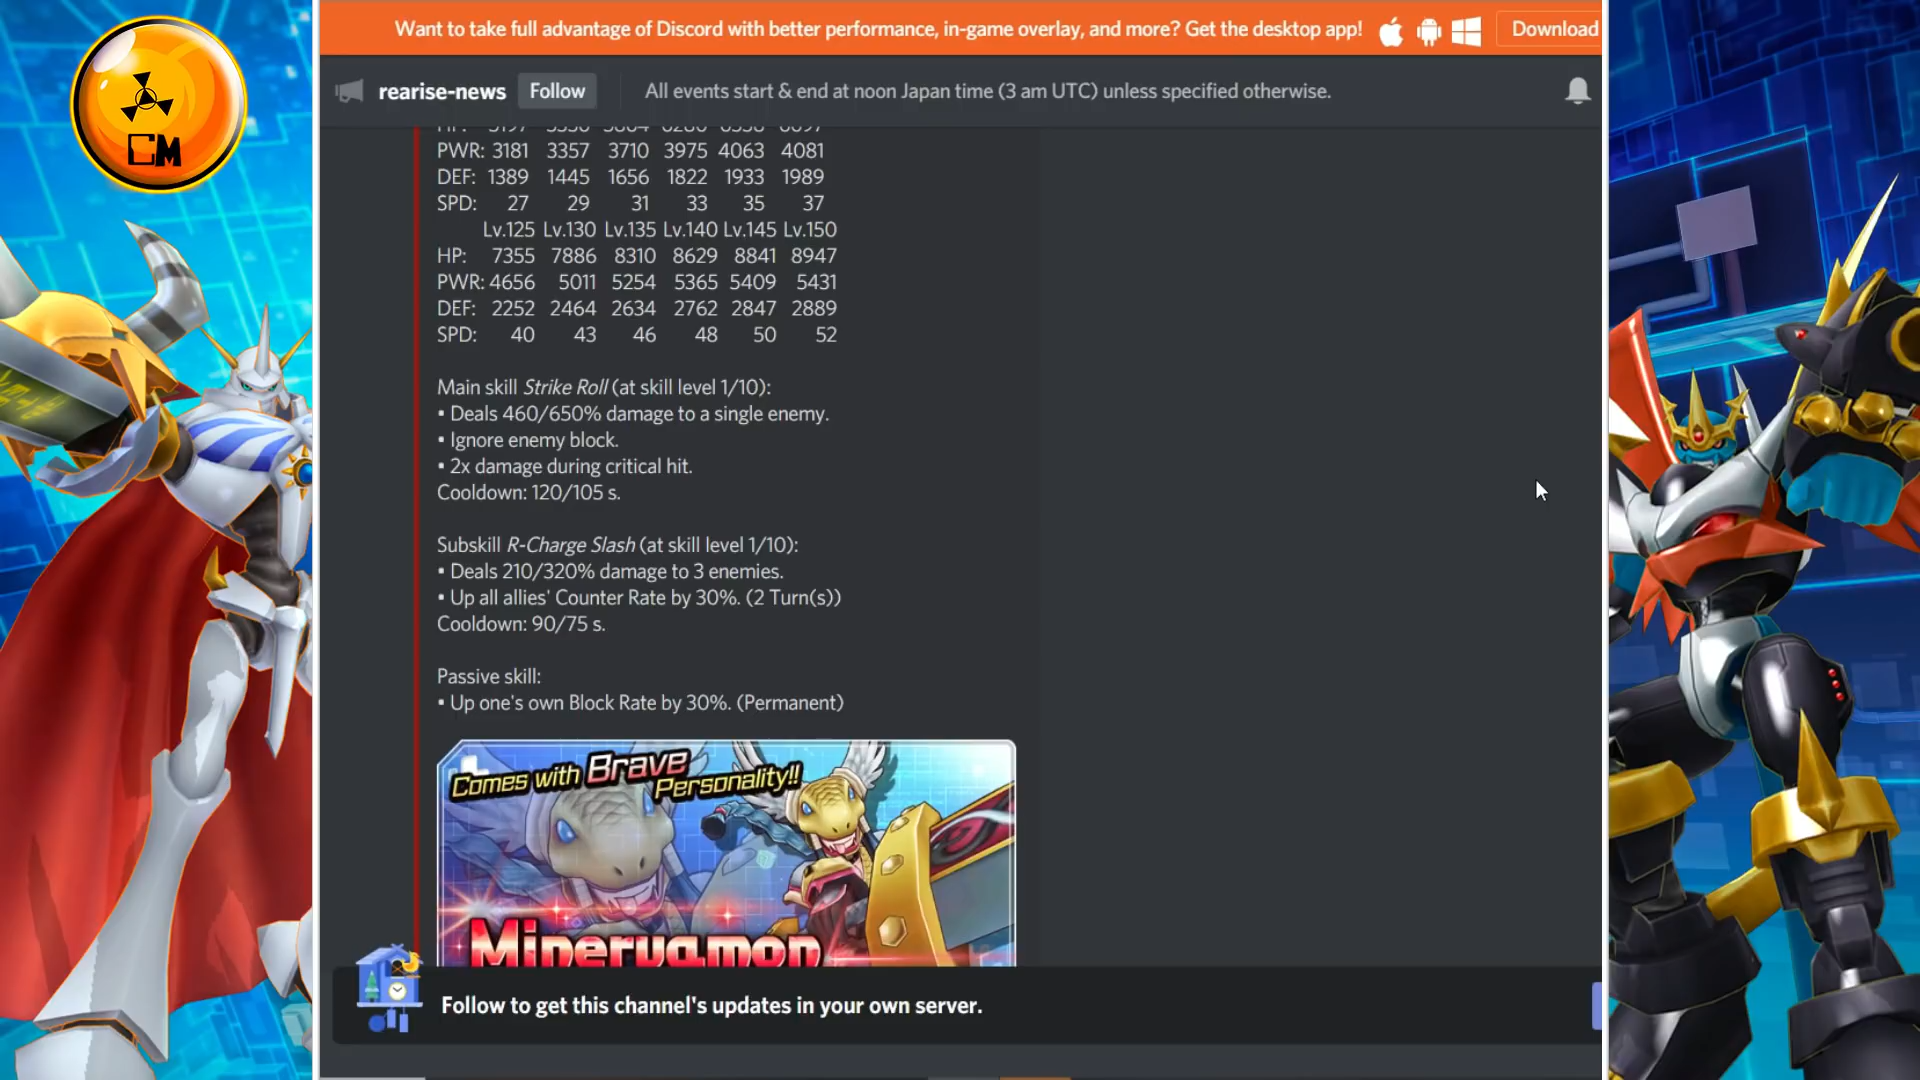 CM
Want to take full advantage of Discord with better performance, in-game overlay, and more? Get the desktop app!
Download
rearise-news
Follow
All events start & end at noon Japan time (3 am UTC) unless specified otherwise.
PWR: 3181 3357 3710 3975 4063 4081
DEF: 1389 1445 1656 1822 1933 1989
SPD: 27 29 31 33 35 37
Lv.125 Lv.130 Lv.135 Lv.140 Lv.145 Lv.150
HP: 7355 7886 8310 8629 8841 8947
PWR: 4656 5011 5254 5365 5409 5431
DEF: 2252 2464 2634 2762 2847 2889
SPD: 40 43 46 48 50 52
Main skill Strike Roll (at skill level 1/10):
• Deals 460/650% damage to a single enemy.
• Ignore enemy block.
• 2x damage during critical hit.
Cooldown: 120/105 s.
Subskill R-Charge Slash (at skill level 1/10):
• Deals 210/320% damage to 3 enemies.
• Up all allies' Counter Rate by 30%. (2 Turn(s))
Cooldown: 90/75 s.
Passive skill:
• Up one's own Block Rate by 30%. (Permanent)
Comes with Brave
Personality!!
Minervamon
Follow to get this channel's updates in your own server.